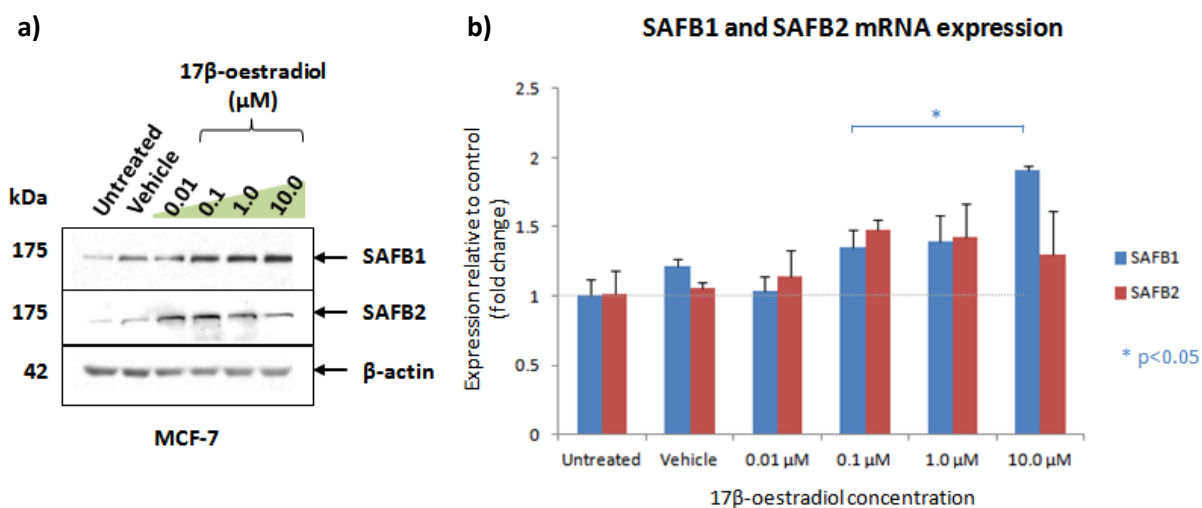 a)
17β-oestradiol
(μM)
kDa
Untreated
Vehicle
0.01
0.1
1.0
10.0
175
SAFB1
175
SAFB2
42
β-actin
MCF-7
b)
SAFB1 and SAFB2 mRNA expression
Expression relative to control
(fold change)
2.5
2
1.5
1
0.5
0
*
Untreated
Vehicle
0.01 μM
0.1 μM
1.0 μM
10.0 μM
17β-oestradiol concentration
SAFB1
SAFB2
* p<0.05